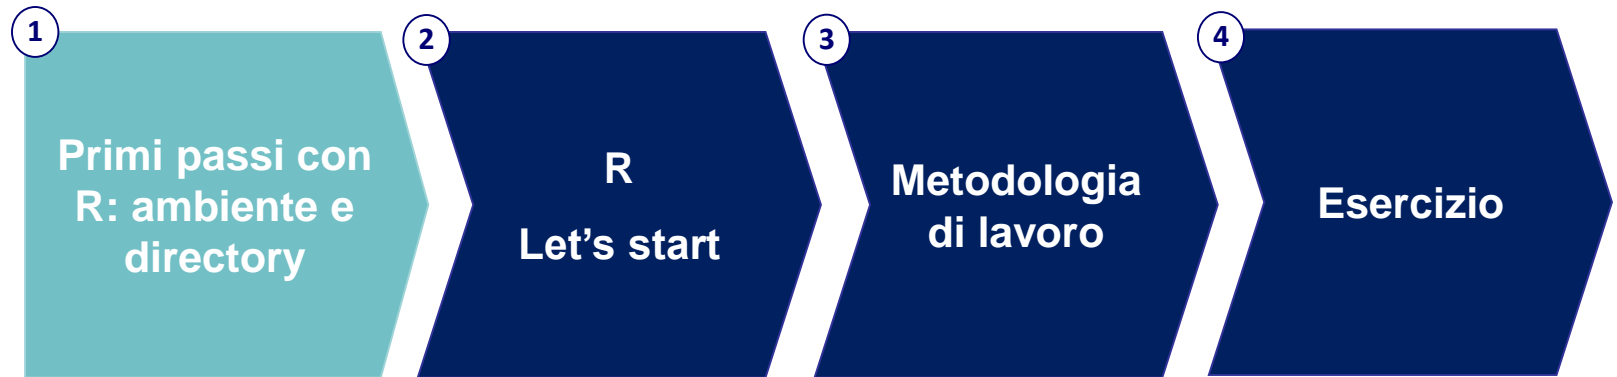 1
Primi passi con
R: ambiente e
directory
2
R
Let’s start
3
Metodologia
di lavoro
4
Esercizio